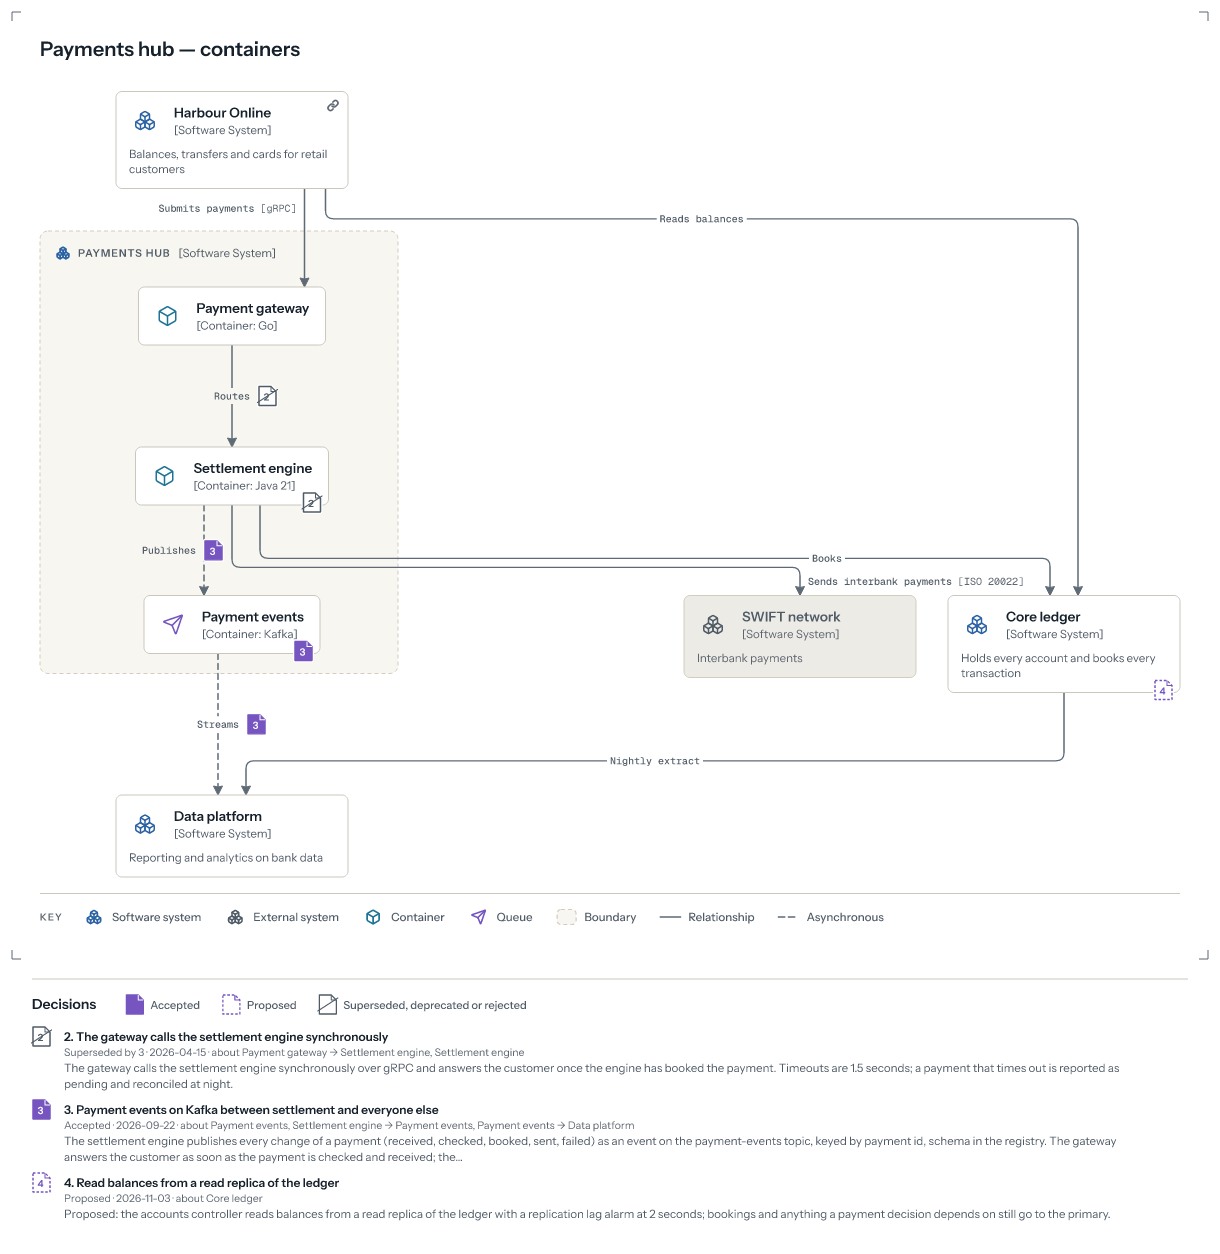 Payments hub — containers
Harbour Online
[Software System]
Balances, transfers and cards for retail
customers
Submits payments [gRPC]
Reads balances
PAYMENTS HUB [Software System]
Payment gateway
[Container: Go]
Routes 2
Settlement engine
[Container: Java 21]
2
Publishes 3
Books
Sends interbank payments [ISO 20022]
Payment events
[Container: Kafka]
3
SWIFT network
[Software System]
Interbank payments
Core ledger
[Software System]
Holds every account and books every
transaction
4
Streams 3
Nightly extract
Data platform
[Software System]
Reporting and analytics on bank data
KEY Software system External system Container Queue Boundary Relationship Asynchronous
Decisions Accepted Proposed Superseded, deprecated or rejected
2 2. The gateway calls the settlement engine synchronously
Superseded by 3 · 2026-04-15 · about Payment gateway → Settlement engine, Settlement engine
The gateway calls the settlement engine synchronously over gRPC and answers the customer once the engine has booked the payment. Timeouts are 1.5 seconds; a payment that times out is reported as
pending and reconciled at night.
3 3. Payment events on Kafka between settlement and everyone else
Accepted · 2026-09-22 · about Payment events, Settlement engine → Payment events, Payment events → Data platform
The settlement engine publishes every change of a payment (received, checked, booked, sent, failed) as an event on the payment-events topic, keyed by payment id, schema in the registry. The gateway
answers the customer as soon as the payment is checked and received; the…
4 4. Read balances from a read replica of the ledger
Proposed · 2026-11-03 · about Core ledger
Proposed: the accounts controller reads balances from a read replica of the ledger with a replication lag alarm at 2 seconds; bookings and anything a payment decision depends on still go to the primary.